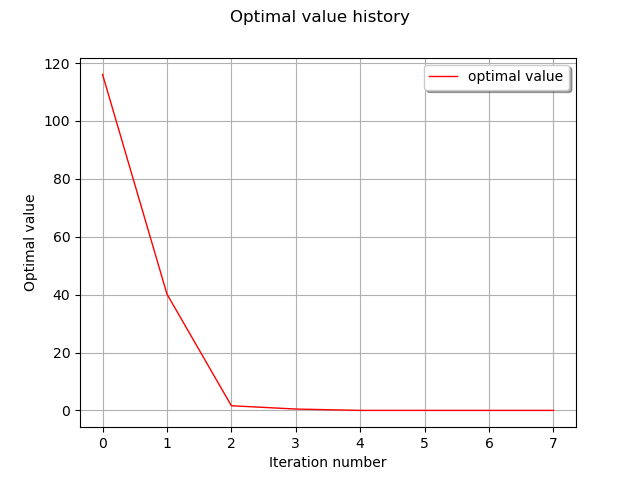 Optimal value history
optimal value
120
100
80
60
40
20
0
Optimal value
0 1 2 3 4 5 6 7
Iteration number